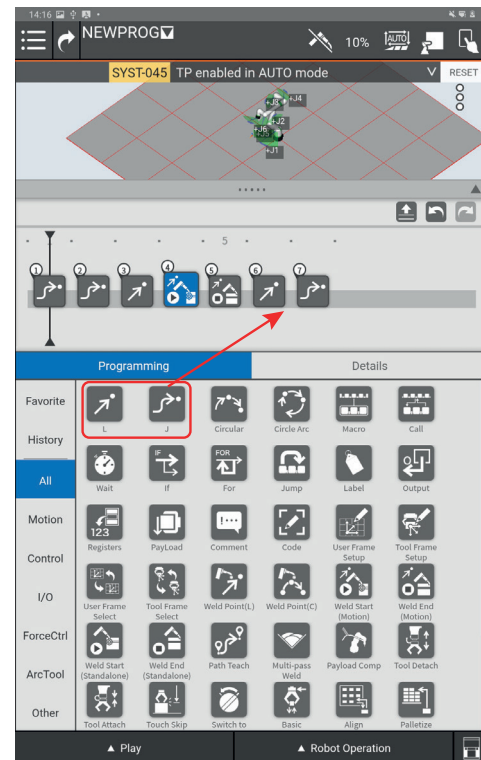 14:16
NEWPROG
10%
AUTO
SYST-045 TP enabled in AUTO mode
RESET
+J3 +J4
+J2
+J6
+J1
5
1 2 3 4 5 6 7
Programming Details
Favorite
History
All
Motion
Control
I/O
ForceCtrl
ArcTool
Other
L J Circular Circle Arc Macro Call
IF FOR
Wait If For Jump Label Output
123
Registers PayLoad Comment Code User Frame Setup Tool Frame Setup
User Frame Select Tool Frame Select Weld Point(L) Weld Point(C) Weld Start (Motion) Weld End (Motion)
Weld Start (Standalone) Weld End (Standalone) Path Teach Multi-pass Weld Payload Comp Tool Detach
Tool Attach Touch Skip Switch to Basic Align Palletize
▲ Play ▲ Robot Operation